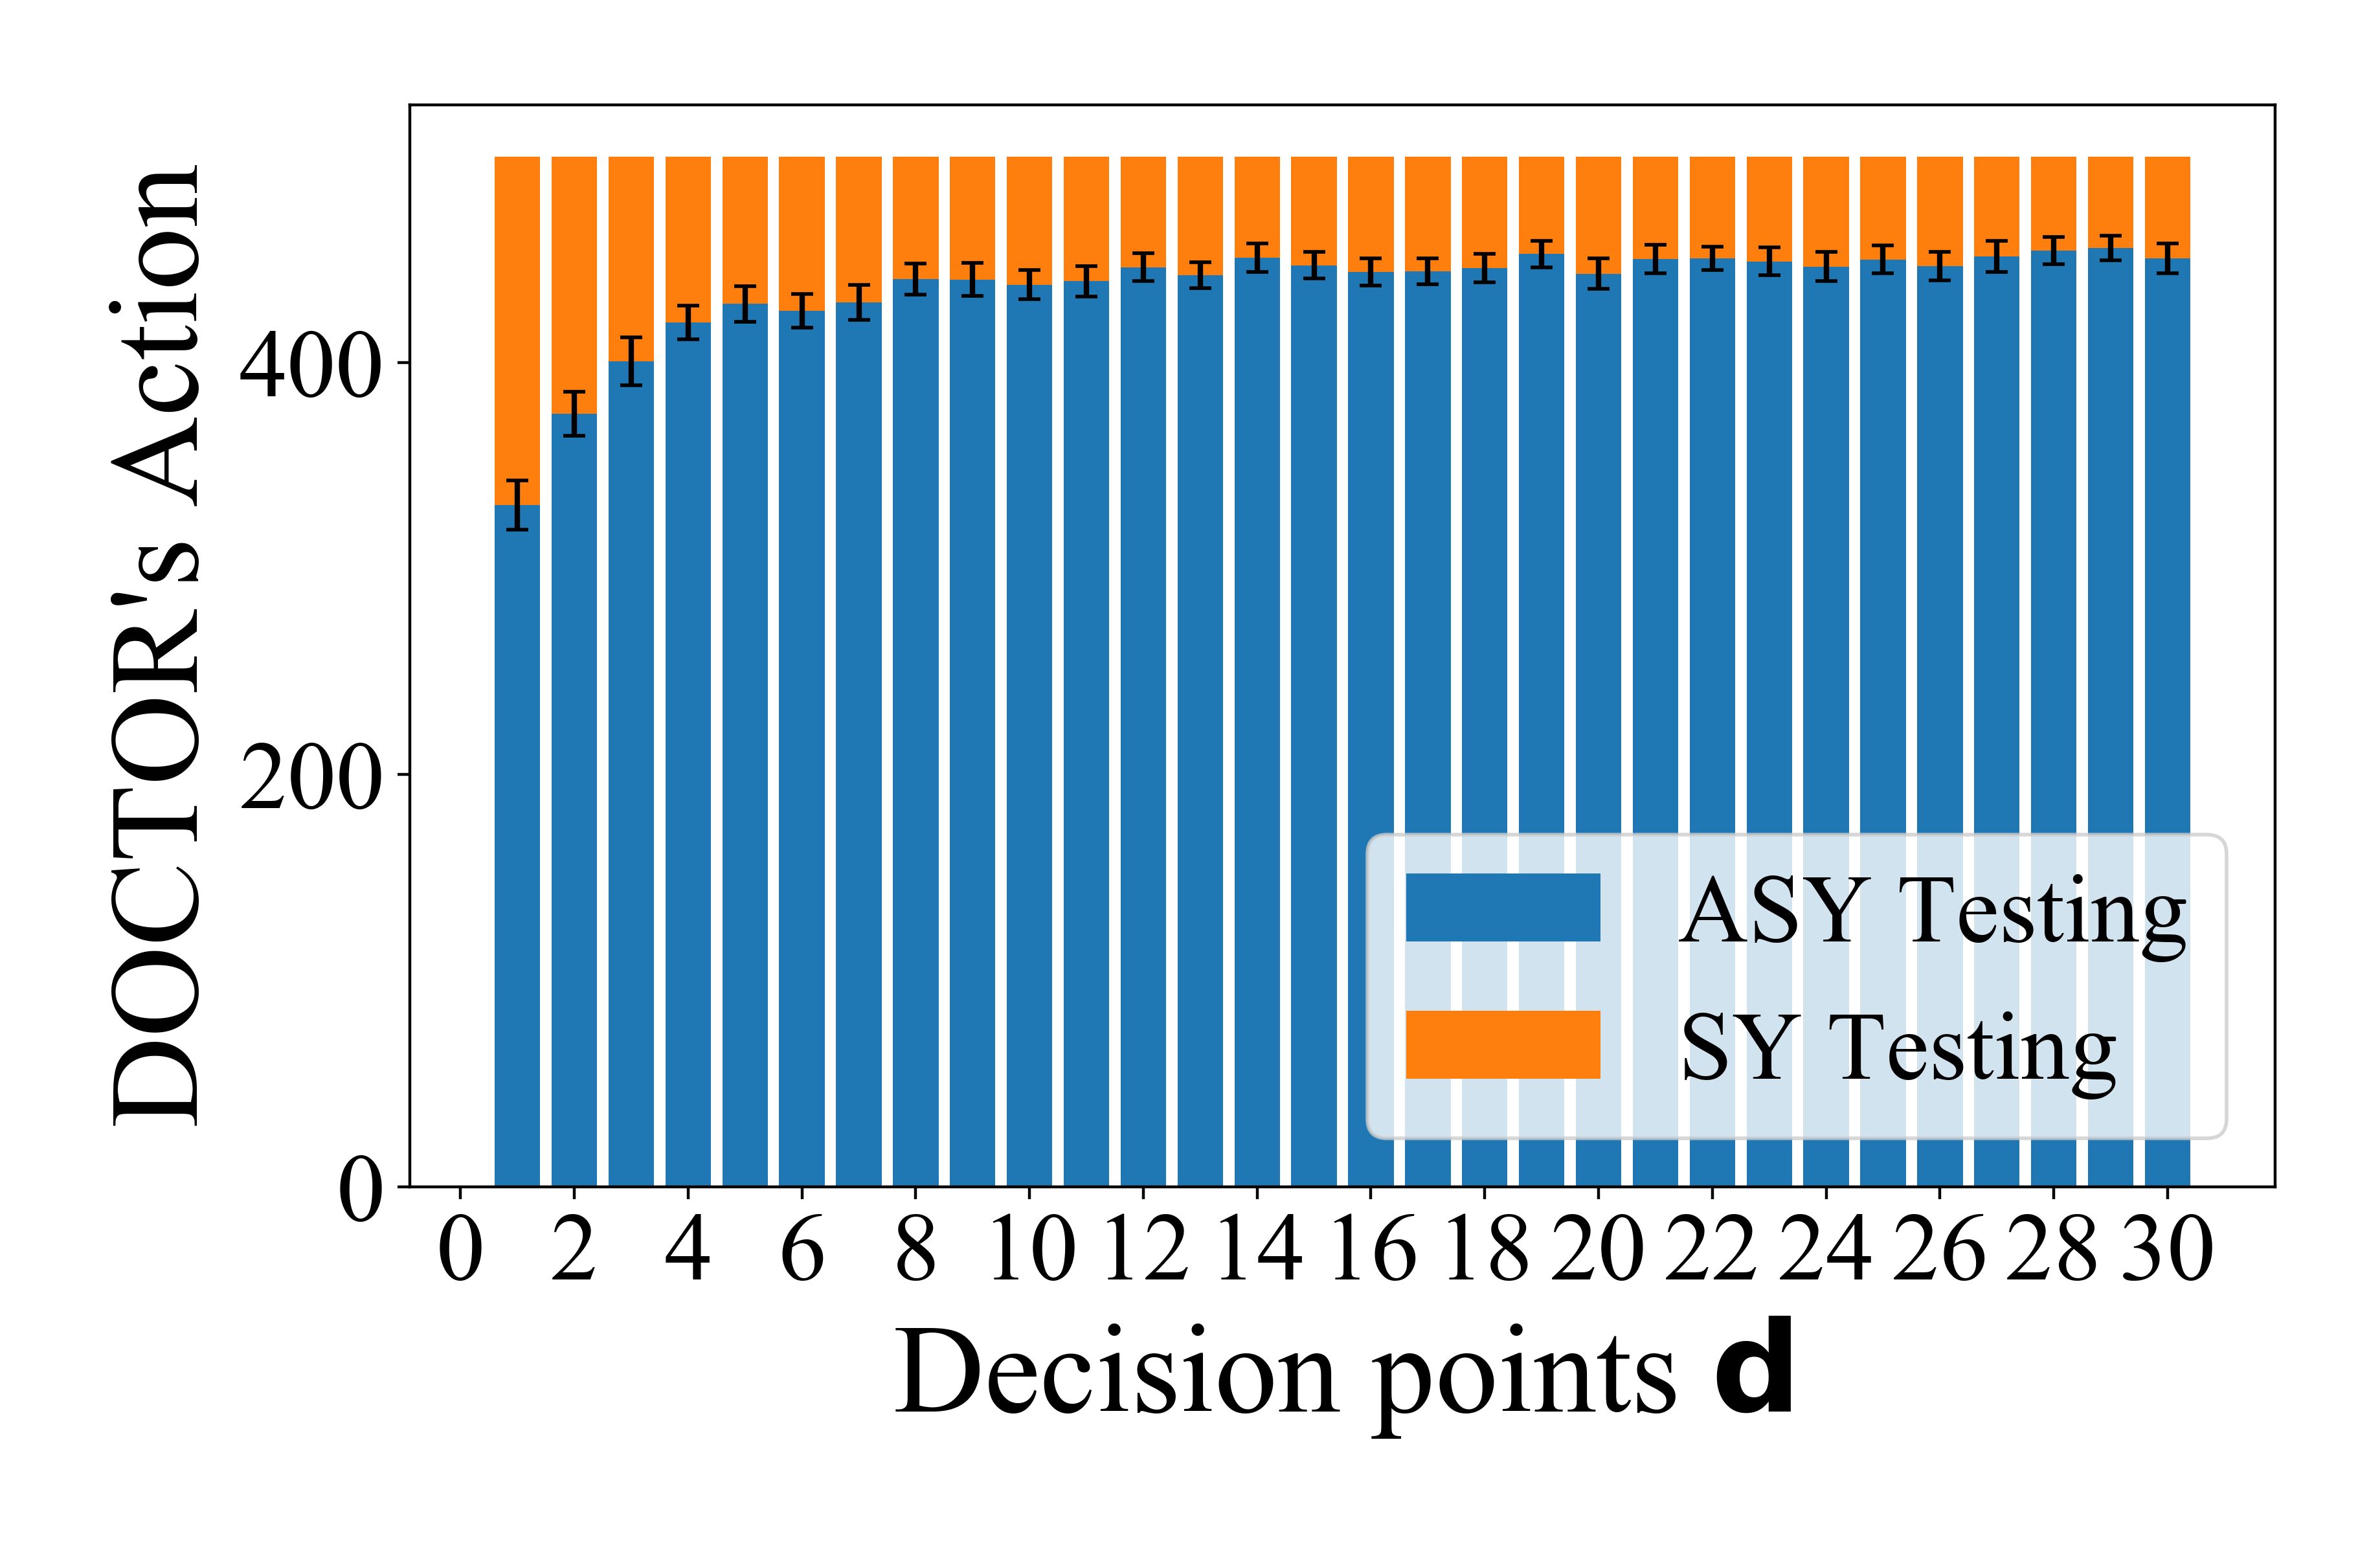 DOCTOR's Action
400
200
0
ASY Testing
SY Testing
0 2 4 6 8 10 12 14 16 18 20 22 24 26 28 30
Decision points d